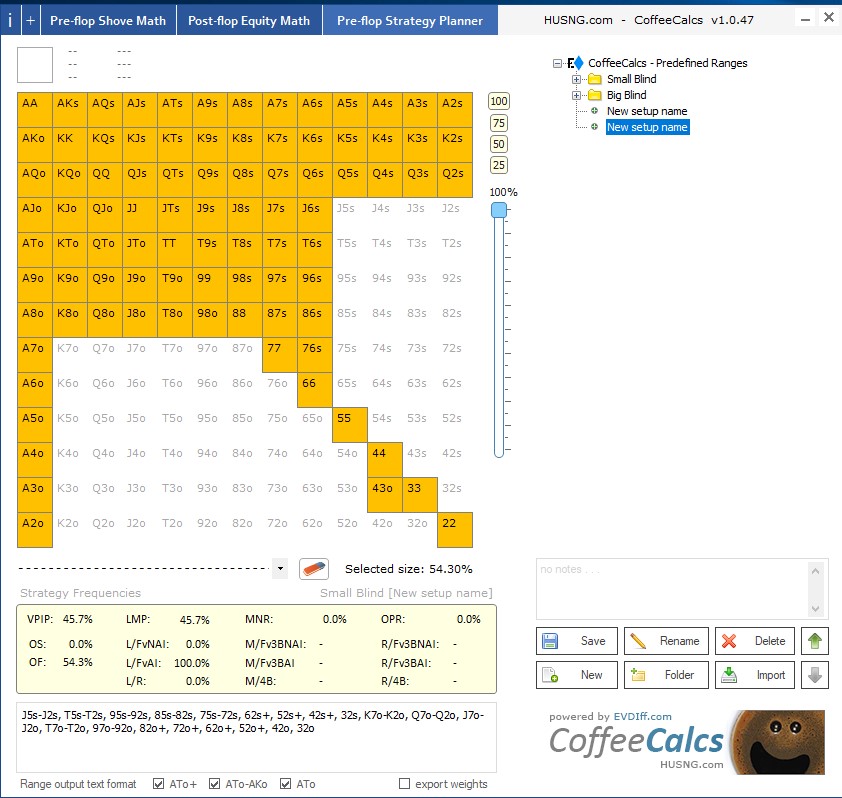 i + Pre-flop Shove Math Post-flop Equity Math Pre-flop Strategy Planner HUSNG.com - CoffeeCalcs v1.0.47
-- ---
-- ---
-- ---
AA AKs AQs AJs ATs A9s A8s A7s A6s A5s A4s A3s A2s
AKo KK KQs KJs KTs K9s K8s K7s K6s K5s K4s K3s K2s
AQo KQo QQ QJs QTs Q9s Q8s Q7s Q6s Q5s Q4s Q3s Q2s
AJo KJo QJo JJ JTs J9s J8s J7s J6s J5s J4s J3s J2s
ATo KTo QTo JTo TT T9s T8s T7s T6s T5s T4s T3s T2s
A9o K9o Q9o J9o T9o 99 98s 97s 96s 95s 94s 93s 92s
A8o K8o Q8o J8o T8o 98o 88 87s 86s 85s 84s 83s 82s
A7o K7o Q7o J7o T7o 97o 87o 77 76s 75s 74s 73s 72s
A6o K6o Q6o J6o T6o 96o 86o 76o 66 65s 64s 63s 62s
A5o K5o Q5o J5o T5o 95o 85o 75o 65o 55 54s 53s 52s
A4o K4o Q4o J4o T4o 94o 84o 74o 64o 54o 44 43s 42s
A3o K3o Q3o J3o T3o 93o 83o 73o 63o 53o 43o 33 32s
A2o K2o Q2o J2o T2o 92o 82o 72o 62o 52o 42o 32o 22
100
75
50
25
100%
CoffeeCalcs - Predefined Ranges
Small Blind
Big Blind
New setup name
New setup name
Selected size: 54.30%
Strategy Frequencies Small Blind [New setup name]
VPIP: 45.7% LMP: 45.7% MNR: 0.0% OPR: 0.0%
OS: 0.0% L/FvNAI: 0.0% M/Fv3BNAI: - R/Fv3BNAI: -
OF: 54.3% L/FvAI: 100.0% M/Fv3BAI - R/Fv3BAI: -
L/R: 0.0% M/4B: - R/4B: -
J5s-J2s, T5s-T2s, 95s-92s, 85s-82s, 75s-72s, 62s+, 52s+, 42s+, 32s, K7o-K2o, Q7o-Q2o, J7o-
J2o, T7o-T2o, 97o-92o, 82o+, 72o+, 62o+, 52o+, 42o, 32o
Range output text format ATo+ ATo-AKo ATo export weights
no notes . . .
Save Rename Delete
New Folder Import
powered by EVDIff.com
CoffeeCalcs
HUSNG.com